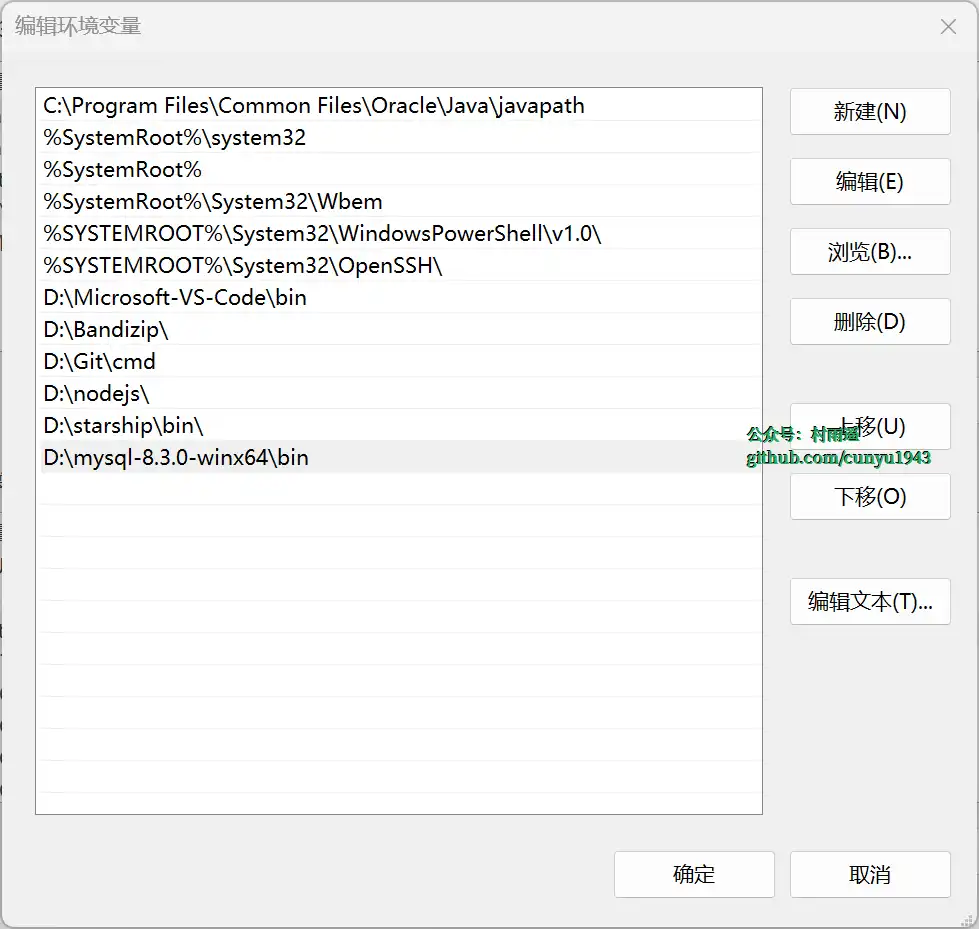 编辑环境变量
C:\Program Files\Common Files\Oracle\Java\javapath
%SystemRoot%\system32
%SystemRoot%
%SystemRoot%\System32\Wbem
%SYSTEMROOT%\System32\WindowsPowerShell\v1.0\
%SYSTEMROOT%\System32\OpenSSH\
D:\Microsoft-VS-Code\bin
D:\Bandizip\
D:\Git\cmd
D:\nodejs\
D:\starship\bin\
D:\mysql-8.3.0-winx64\bin
新建(N)
编辑(E)
浏览(B)...
删除(D)
上移(U)
公众号：村雨遥
github.com/cunyu1943
下移(O)
编辑文本(T)...
确定
取消